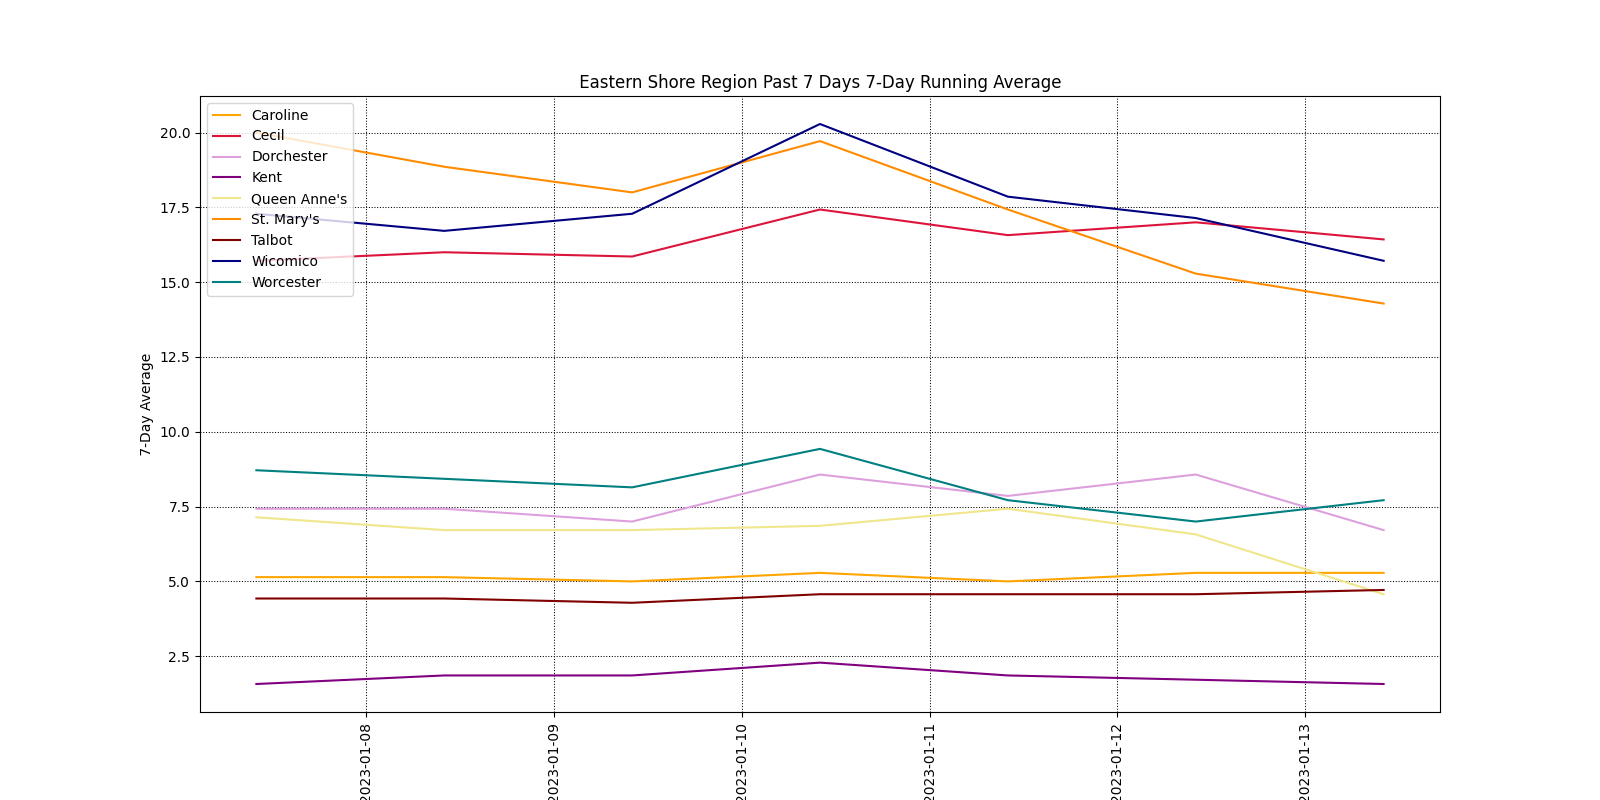 Eastern Shore Region Past 7 Days 7-Day Running Average
Caroline
Cecil
Dorchester
Kent
Queen Anne's
St. Mary's
Talbot
Wicomico
Worcester
20.0
17.5
15.0
12.5
10.0
7.5
5.0
2.5
7-Day Average
2023-01-08
2023-01-09
2023-01-10
2023-01-11
2023-01-12
2023-01-13